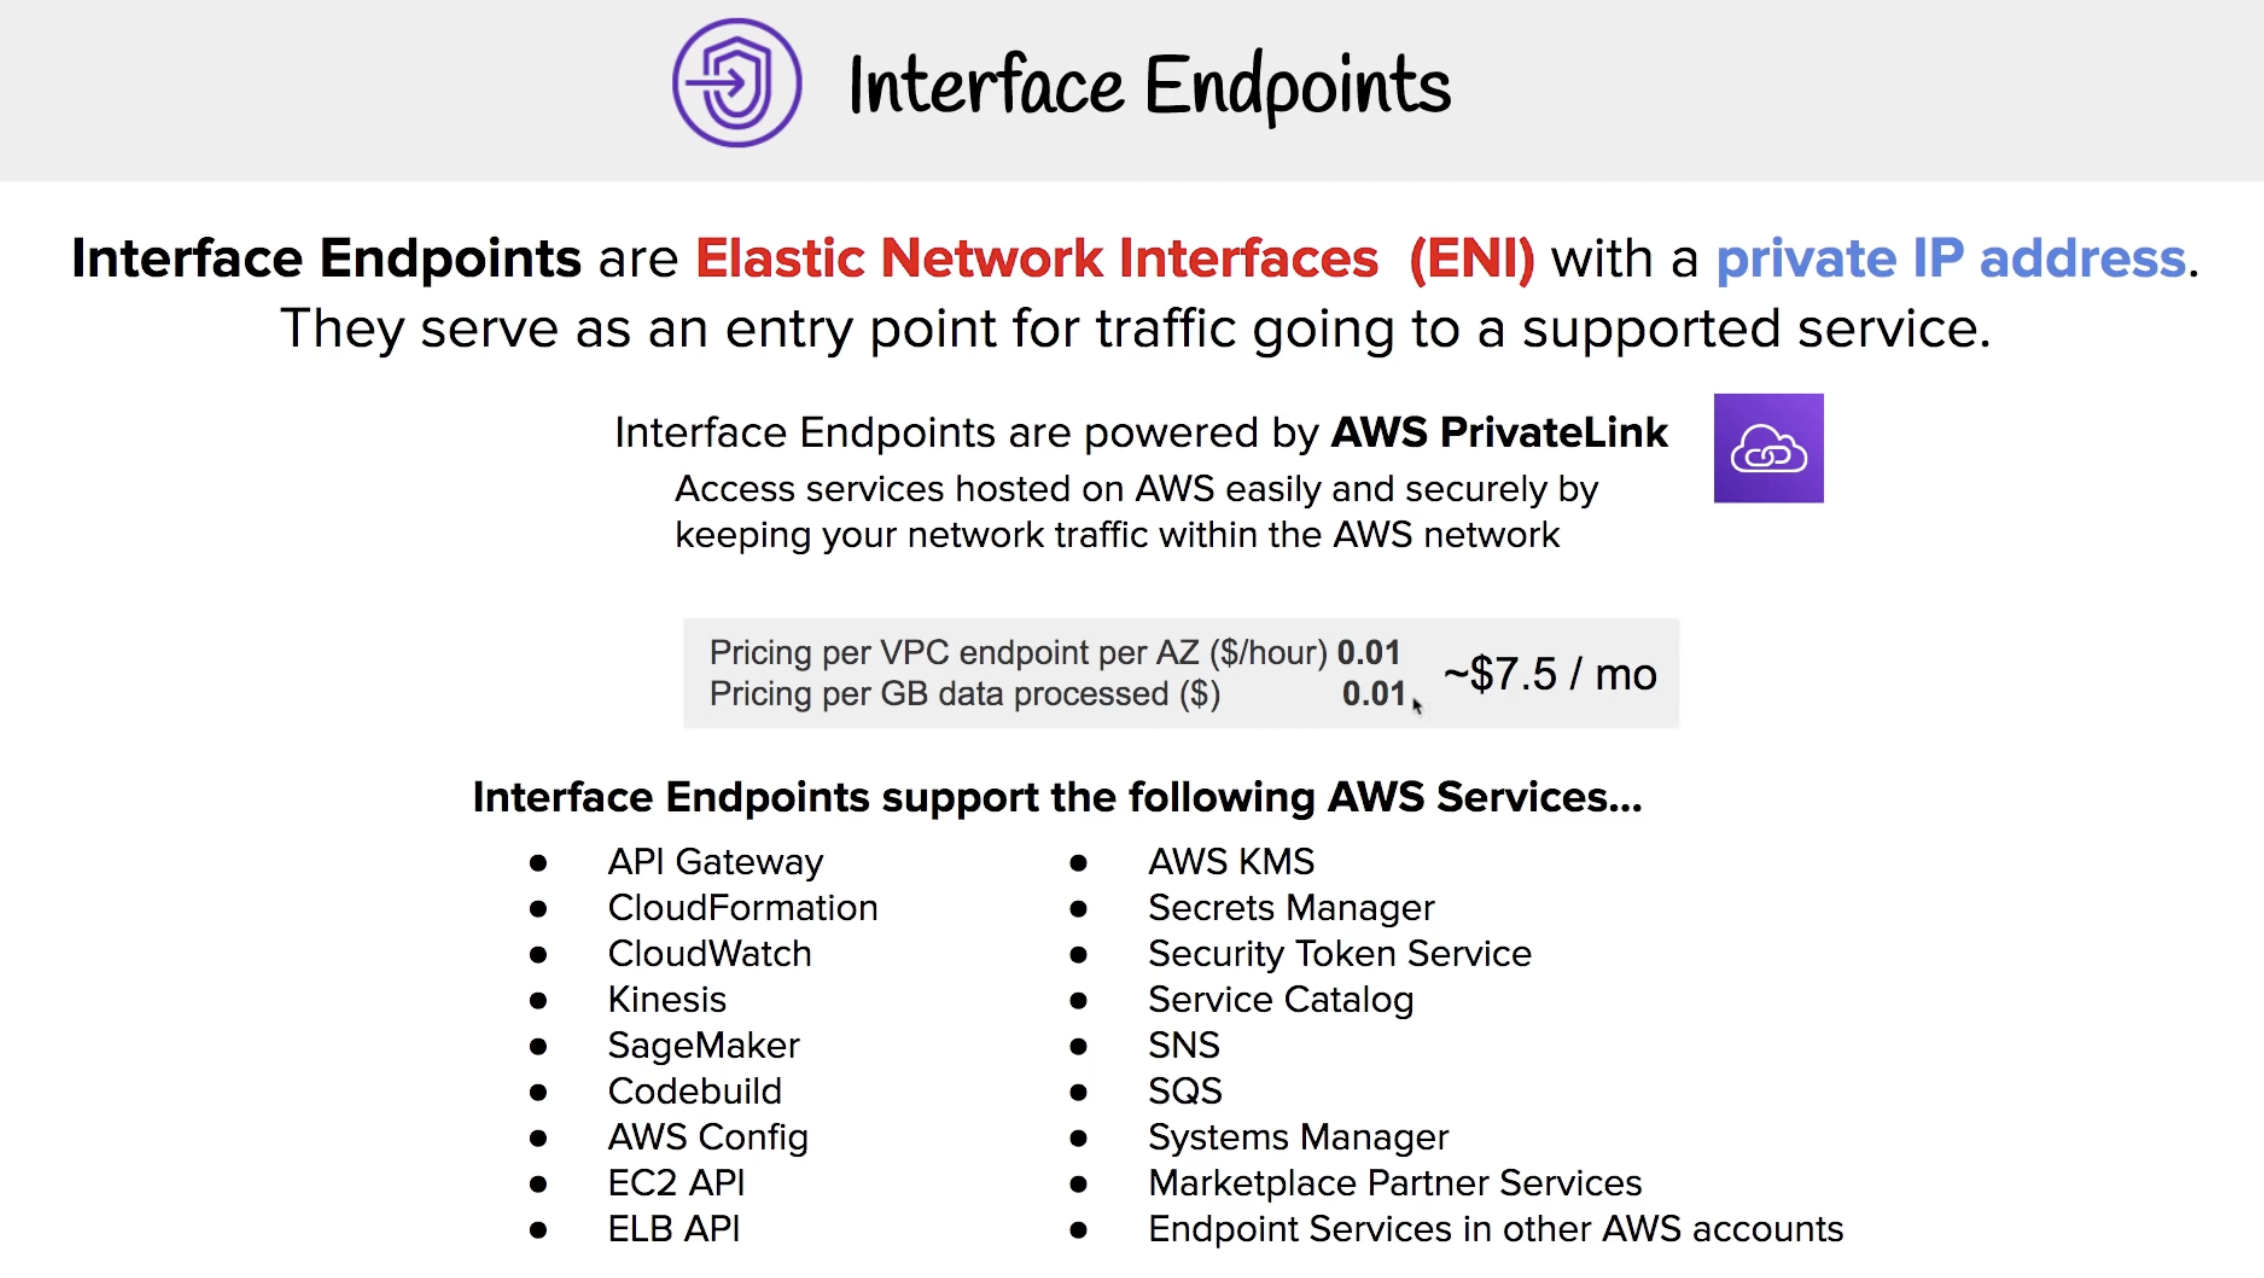 Interface Endpoints
Interface Endpoints are Elastic Network Interfaces (ENI) with a private IP address.
They serve as an entry point for traffic going to a supported service.
Interface Endpoints are powered by AWS PrivateLink
Access services hosted on AWS easily and securely by
keeping your network traffic within the AWS network
Pricing per VPC endpoint per AZ ($/hour) 0.01
Pricing per GB data processed ($) 0.01
~$7.5 / mo
Interface Endpoints support the following AWS Services...
● API Gateway
● CloudFormation
● CloudWatch
● Kinesis
● SageMaker
● Codebuild
● AWS Config
● EC2 API
● ELB API
● AWS KMS
● Secrets Manager
● Security Token Service
● Service Catalog
● SNS
● SQS
● Systems Manager
● Marketplace Partner Services
● Endpoint Services in other AWS accounts